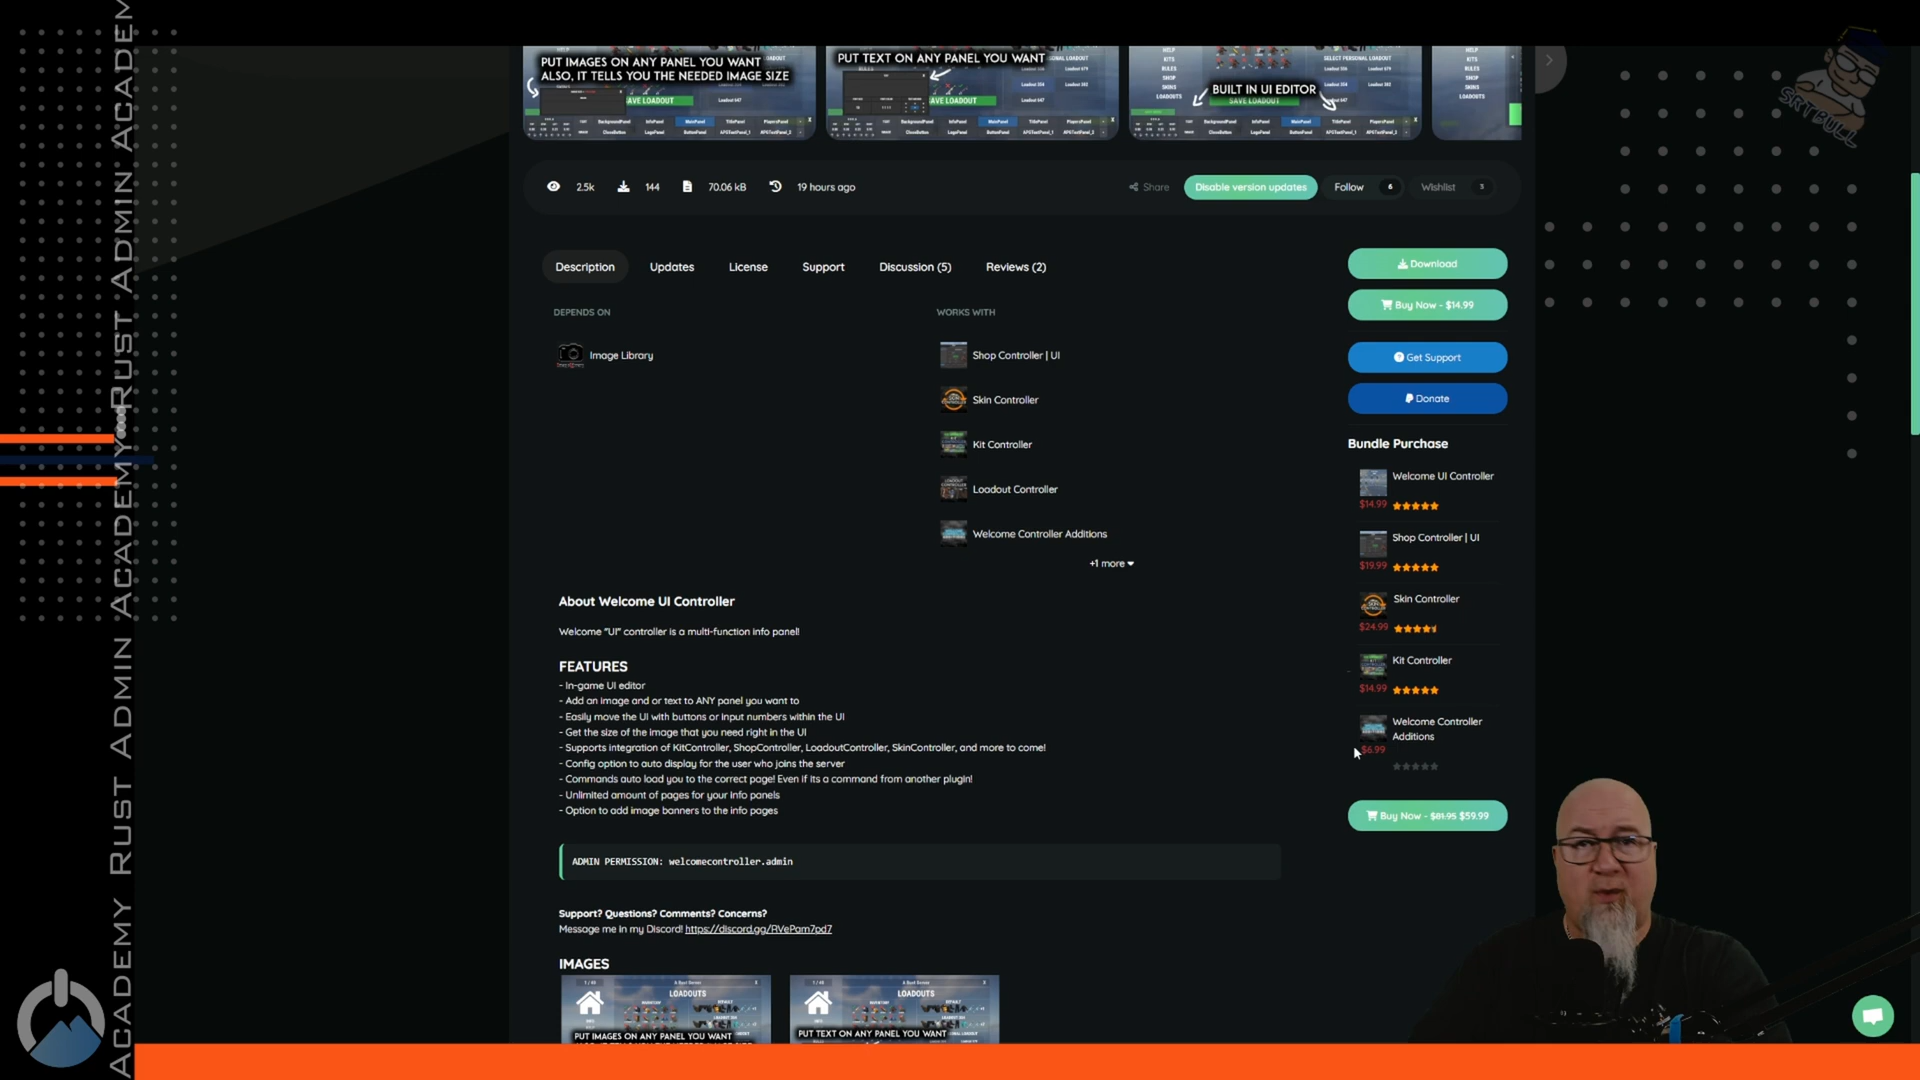 PUT IMAGES ON ANY PANEL YOU WANT
ALSO, IT TELLS YOU THE NEEDED IMAGE SIZE
PUT TEXT ON ANY PANEL YOU WANT
BUILT IN UI EDITOR
SAVE LOADOUT
2.5k
144
70.06 kB
19 hours ago
Share
Disable version updates
Follow 6
Wishlist 3
Description
Updates
License
Support
Discussion (5)
Reviews (2)
Download
Buy Now - $14.99
Get Support
Donate
DEPENDS ON
Image Library
WORKS WITH
Shop Controller | UI
Skin Controller
Kit Controller
Loadout Controller
Welcome Controller Additions
+1 more
Bundle Purchase
Welcome UI Controller
$14.99
Shop Controller | UI
$19.99
Skin Controller
$24.99
Kit Controller
$14.99
Welcome Controller
Additions
$6.99
Buy Now - $81.95 $59.99
About Welcome UI Controller
Welcome "UI" controller is a multi-function info panel!
FEATURES
- In-game UI editor
- Add an image and or text to ANY panel you want to
- Easily move the UI with buttons or input numbers within the UI
- Get the size of the image that you need right in the UI
- Supports integration of KitController, ShopController, LoadoutController, SkinController, and more to come!
- Config option to auto display for the user who joins the server
- Commands auto load you to the correct page! Even if its a command from another plugin!
- Unlimited amount of pages for your info panels
- Option to add image banners to the info pages
ADMIN PERMISSION: welcomecontroller.admin
Support? Questions? Comments? Concerns?
Message me in my Discord! https://discord.gg/RVePam7pd7
IMAGES
LOADOUTS
PUT IMAGES ON ANY PANEL YOU WANT
LOADOUTS
PUT TEXT ON ANY PANEL YOU WANT
ACADEMY RUST ADMIN ACADEMY RUST ADMIN ACADEM
SRTBULL